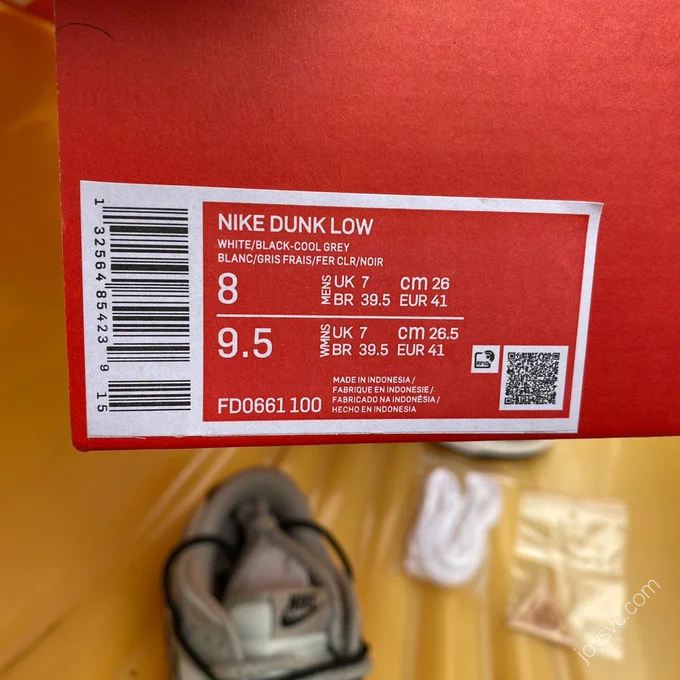 NIKE DUNK LOW
WHITE/BLACK-COOL GREY
BLANC/GRIS FRAIS/FER CLR/NOIR
8 MENS UK 7 cm 26
BR 39.5 EUR 41
9.5 WMNS UK 7 cm 26.5
BR 39.5 EUR 41
RFID
FD0661 100
MADE IN INDONESIA/
FABRIQUE EN INDONESIE/
FABRICADO NA INDONÉSIA/
HECHO EN INDONESIA
1 32564 85423 9 15
NIKE
joysvc.com